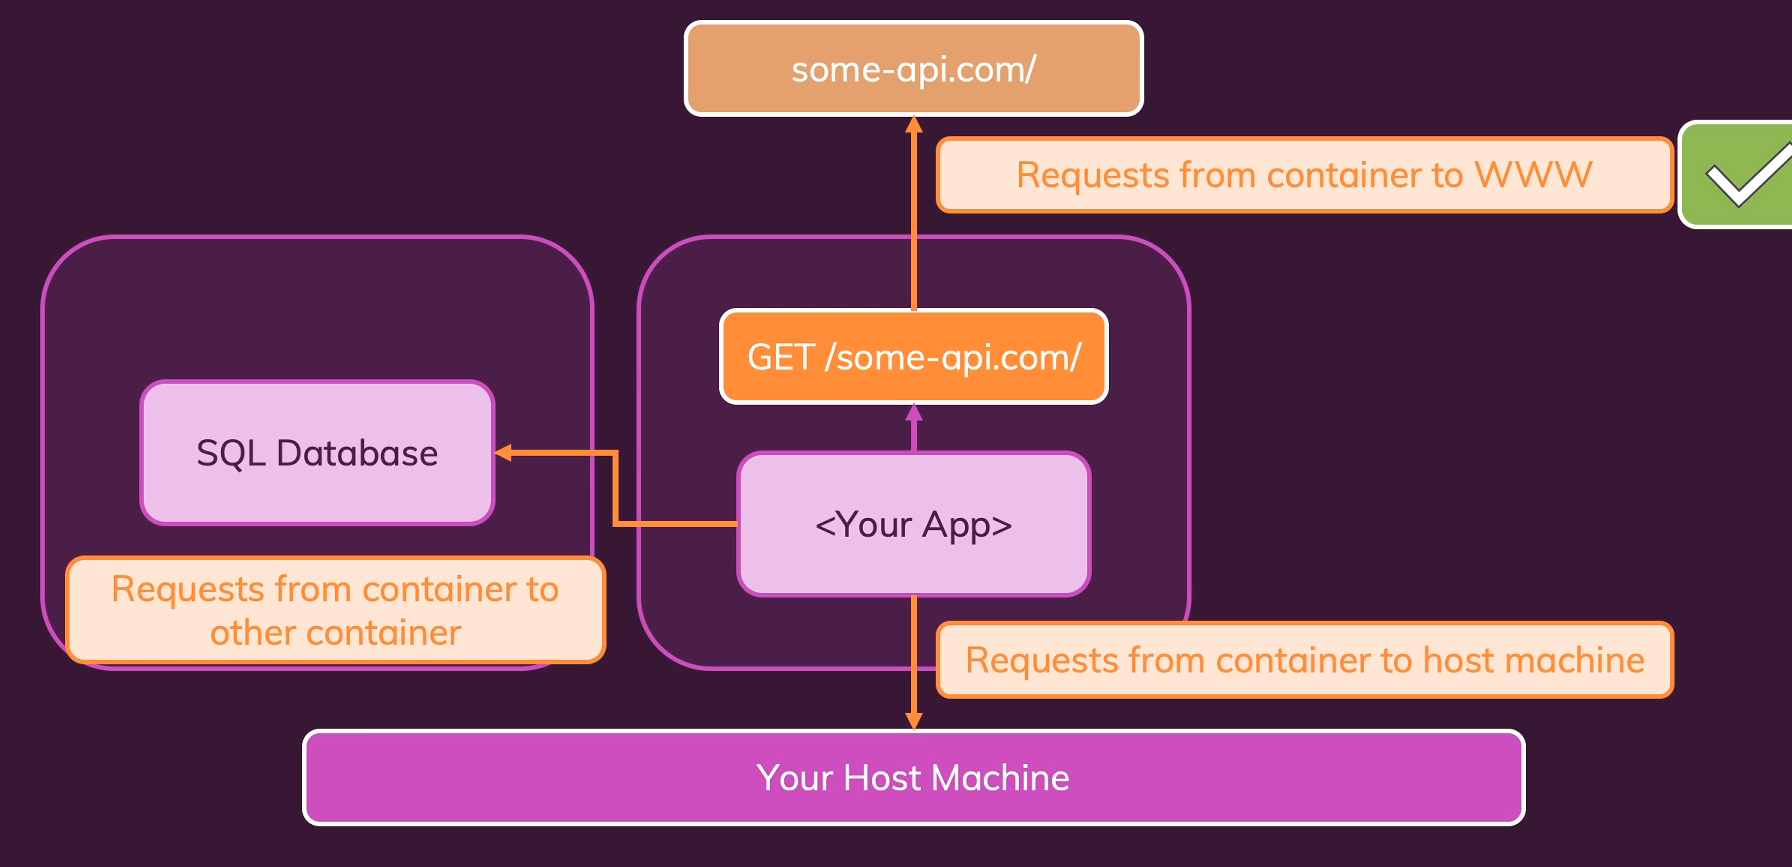 some-api.com/
Requests from container to WWW
GET /some-api.com/
SQL Database
<Your App>
Requests from container to
other container
Requests from container to host machine
Your Host Machine